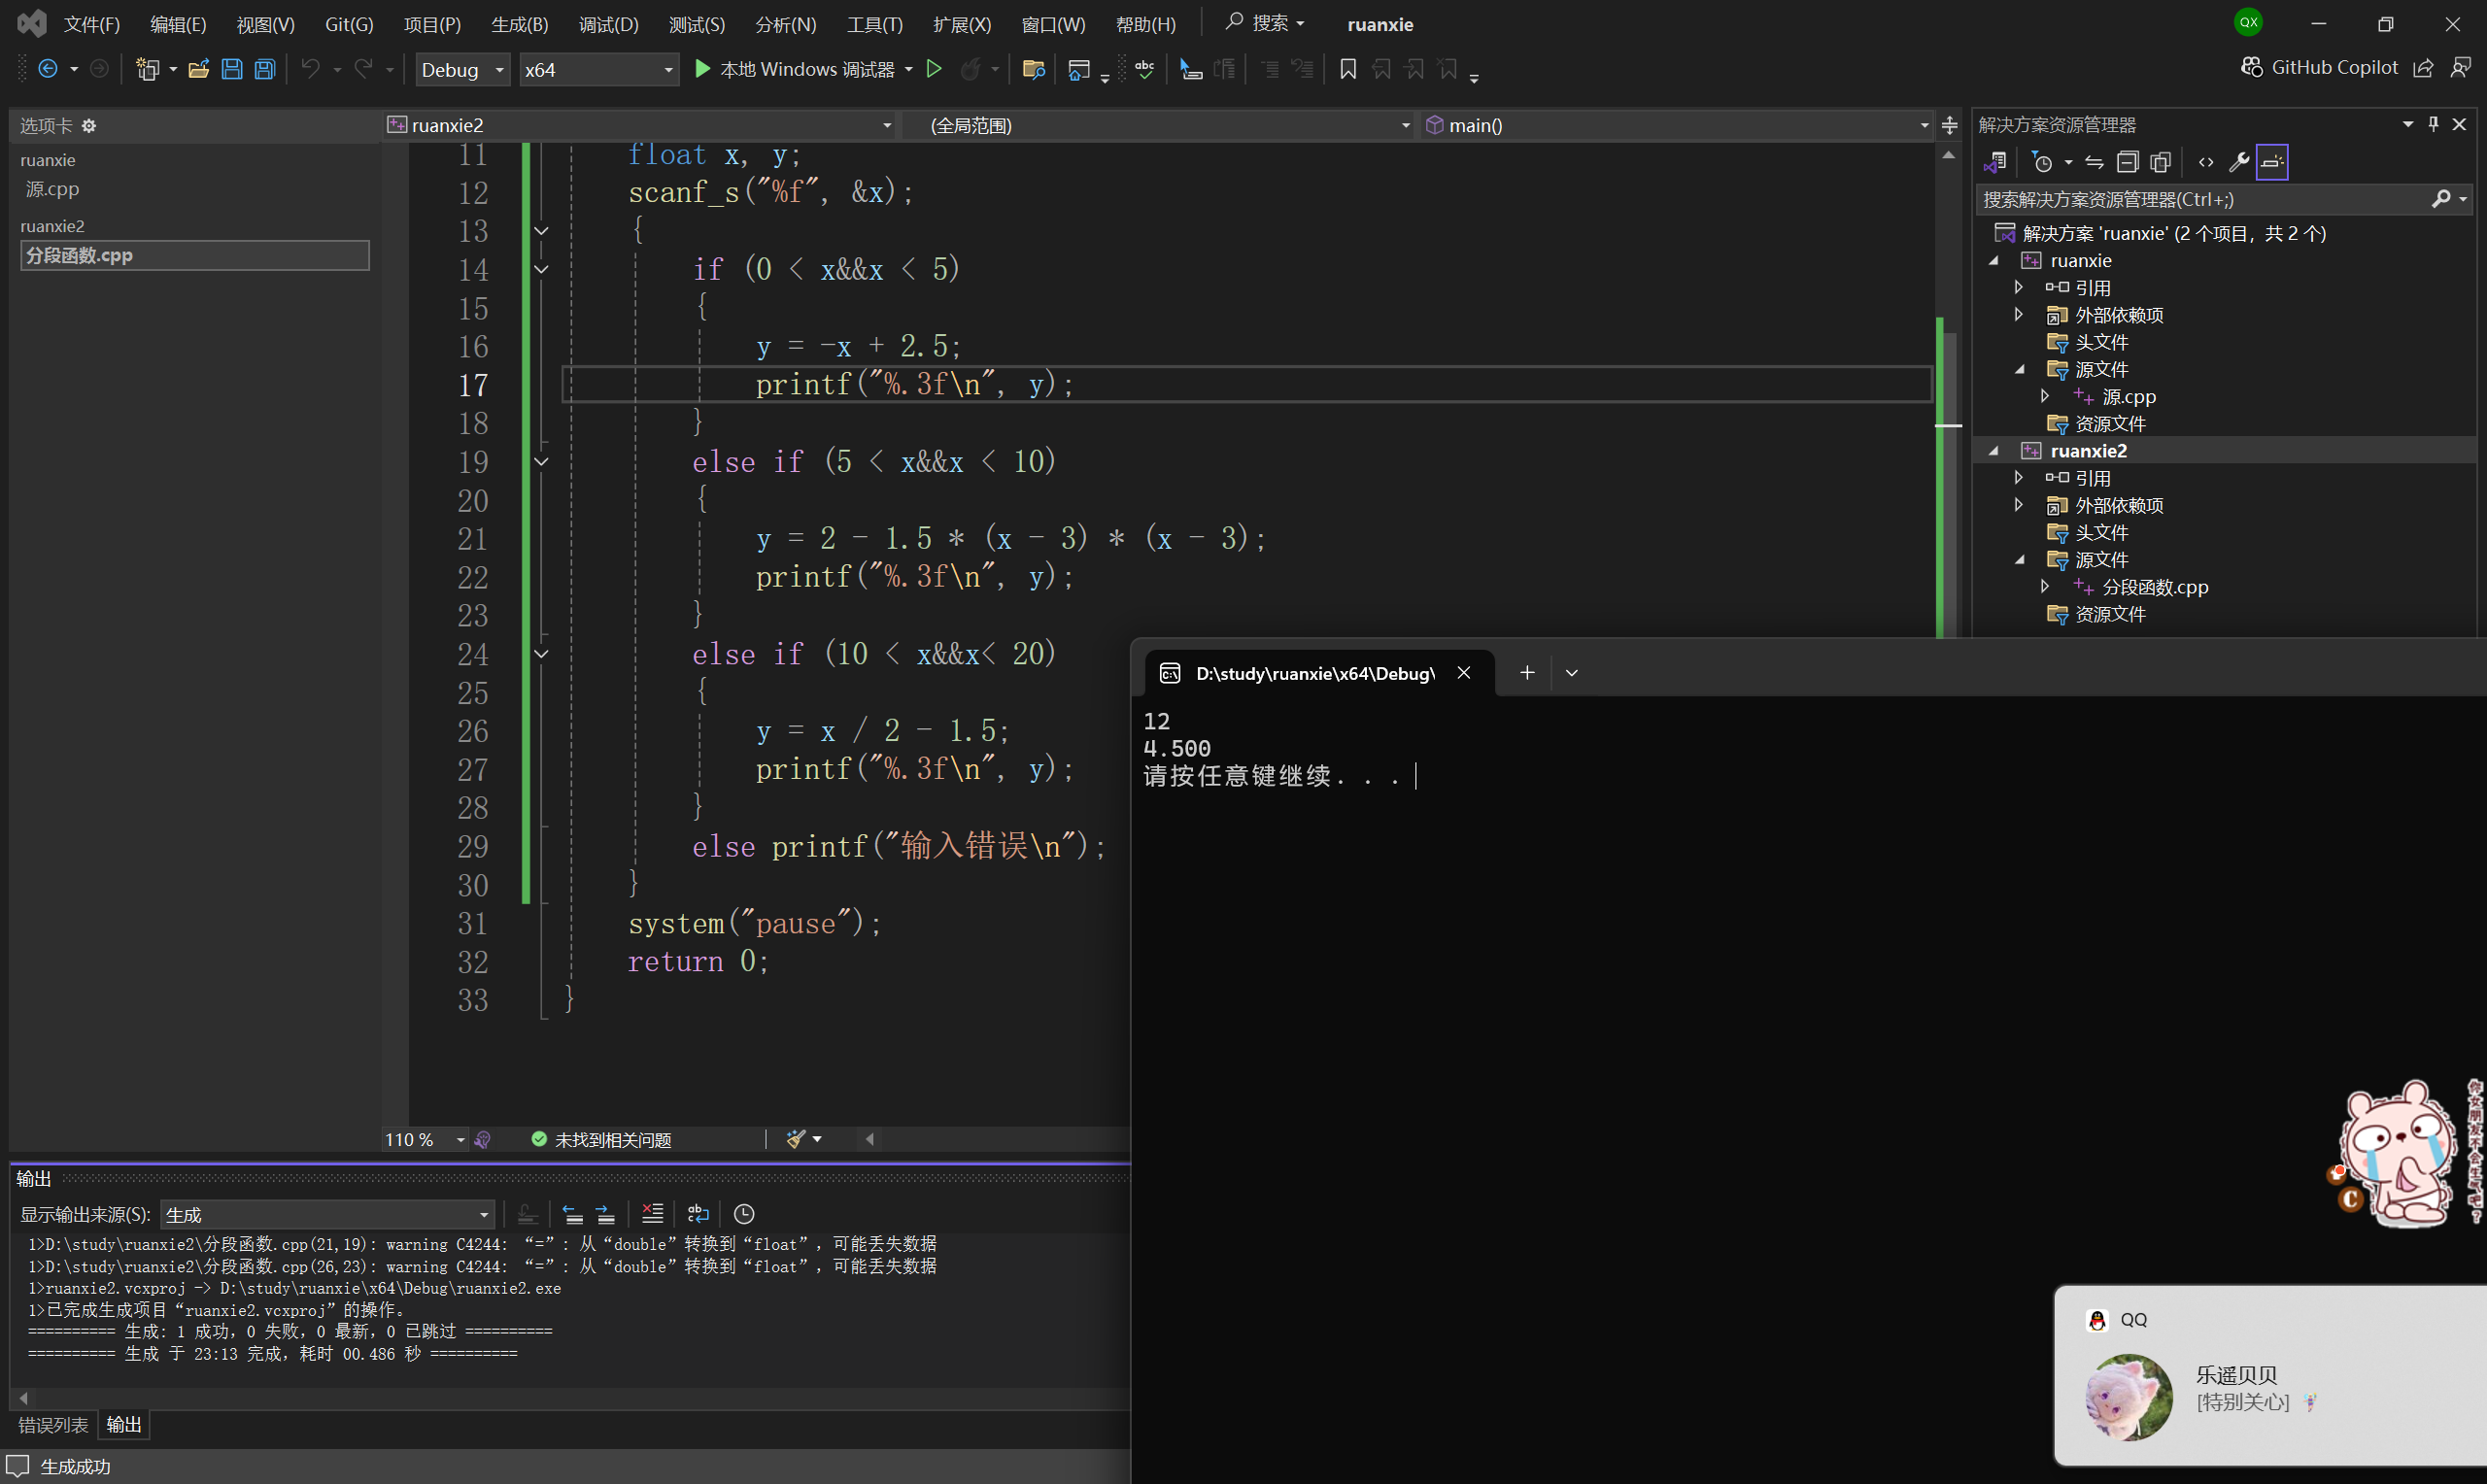 文件(F) 编辑(E) 视图(V) Git(G) 项目(P) 生成(B) 调试(D) 测试(S) 分析(N) 工具(T) 扩展(X) 窗口(W) 帮助(H) 搜索 ruanxie QX
Debug x64 本地 Windows 调试器 abc GitHub Copilot
选项卡
ruanxie
源.cpp
ruanxie2
分段函数.cpp
ruanxie2 (全局范围) main()
11 float x, y;
12 scanf_s("%f", &x);
13 {
14 if (0 < x&&x < 5)
15 {
16 y = -x + 2.5;
17 printf("%.3f\n", y);
18 }
19 else if (5 < x&&x < 10)
20 {
21 y = 2 - 1.5 * (x - 3) * (x - 3);
22 printf("%.3f\n", y);
23 }
24 else if (10 < x&&x< 20)
25 {
26 y = x / 2 - 1.5;
27 printf("%.3f\n", y);
28 }
29 else printf("输入错误\n");
30 }
31 system("pause");
32 return 0;
33 }
110 % 未找到相关问题
解决方案资源管理器
搜索解决方案资源管理器(Ctrl+;)
解决方案 'ruanxie' (2 个项目，共 2 个)
ruanxie
引用
外部依赖项
头文件
源文件
源.cpp
资源文件
ruanxie2
引用
外部依赖项
头文件
源文件
分段函数.cpp
资源文件
D:\study\ruanxie\x64\Debug\
12
4.500
请按任意键继续. . .
输出
显示输出来源(S): 生成
1>D:\study\ruanxie2\分段函数.cpp(21,19): warning C4244: “=”: 从“double”转换到“float”，可能丢失数据
1>D:\study\ruanxie2\分段函数.cpp(26,23): warning C4244: “=”: 从“double”转换到“float”，可能丢失数据
1>ruanxie2.vcxproj -> D:\study\ruanxie\x64\Debug\ruanxie2.exe
1>已完成生成项目“ruanxie2.vcxproj”的操作。
========== 生成: 1 成功，0 失败，0 最新，0 已跳过 ==========
========== 生成 于 23:13 完成，耗时 00.486 秒 ==========
错误列表 输出
生成成功
你女朋友不会生气吧?
C
QQ
乐遥贝贝
[特别关心]